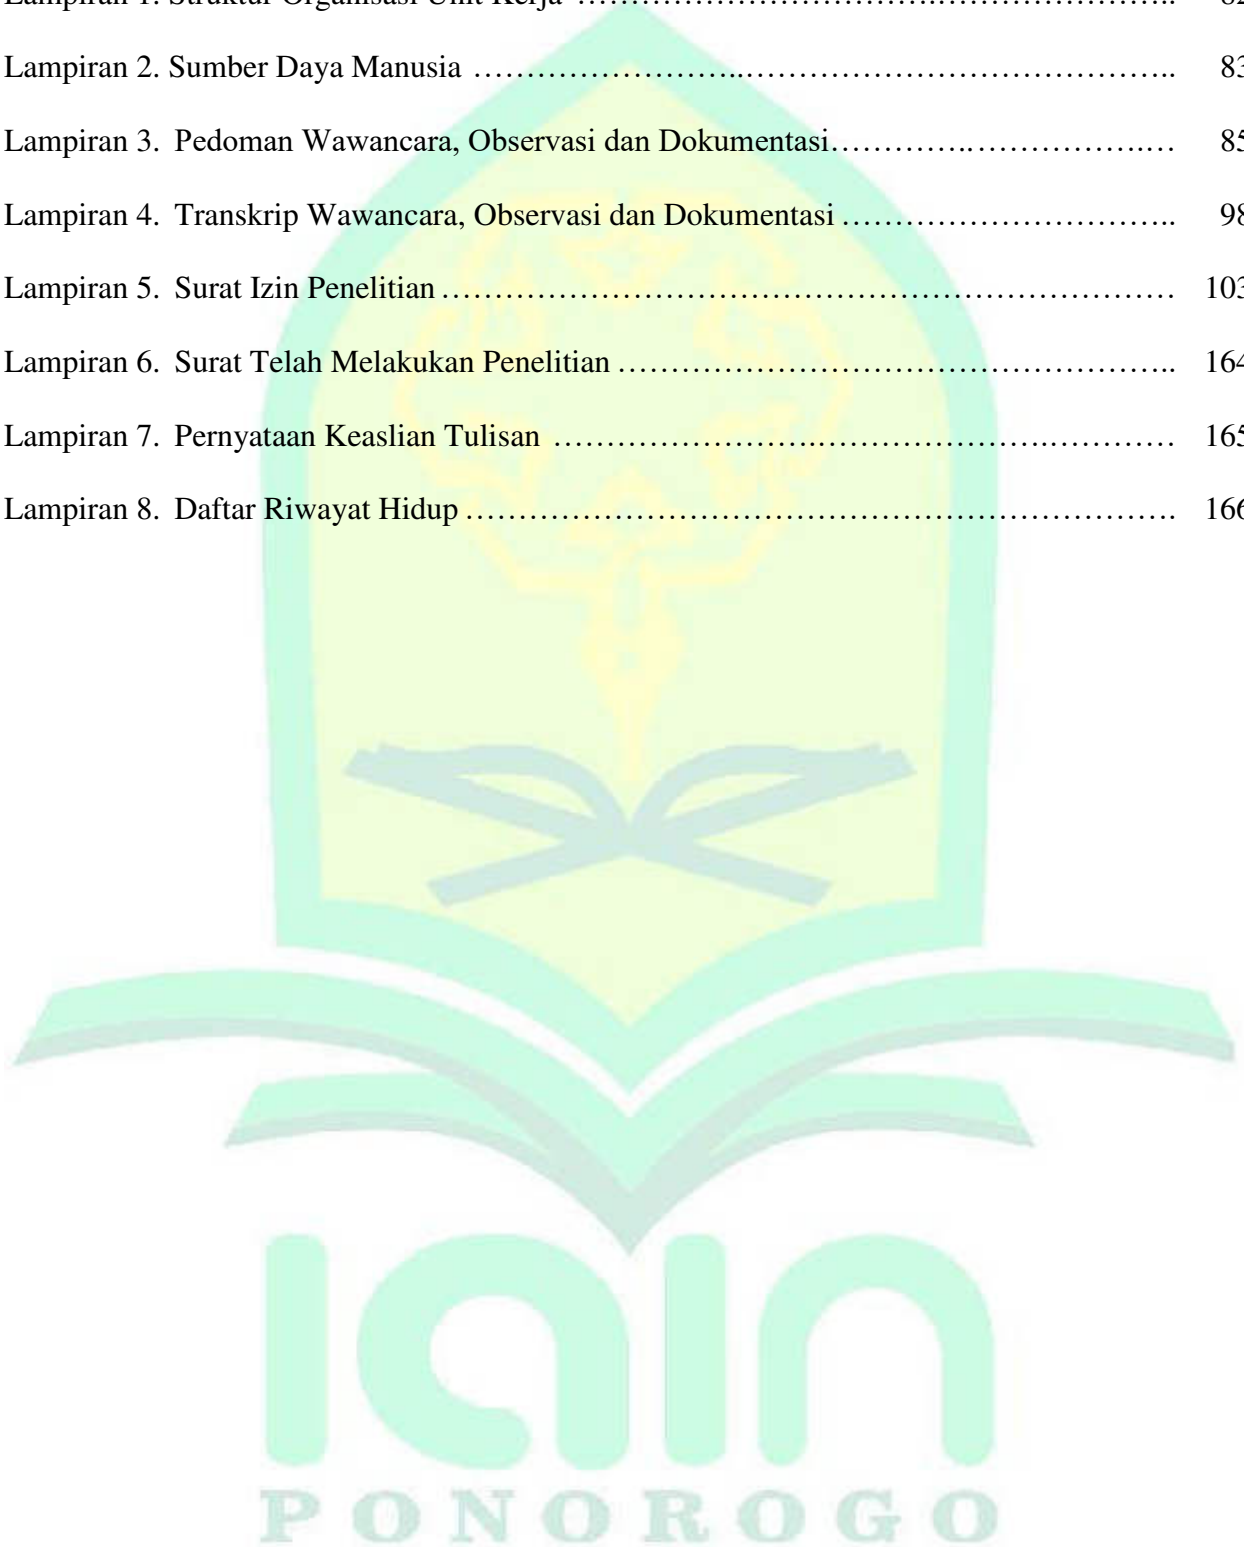 Lampiran 1. Struktur Organisasi Unit Kerja ………………………………………………….. 82
Lampiran 2. Sumber Daya Manusia …………………………………………………………….. 83
Lampiran 3. Pedoman Wawancara, Observasi dan Dokumentasi…………………………… 85
Lampiran 4. Transkrip Wawancara, Observasi dan Dokumentasi ………………………….. 98
Lampiran 5. Surat Izin Penelitian ……………………………………………………………… 103
Lampiran 6. Surat Telah Melakukan Penelitian ……………………………………………….. 164
Lampiran 7. Pernyataan Keaslian Tulisan ……………………………………………………… 165
Lampiran 8. Daftar Riwayat Hidup ……………………………………………………………. 166
iain
PONOROGO